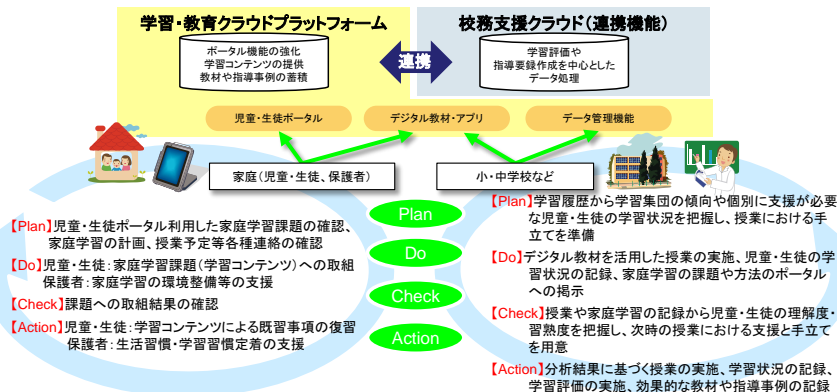 学習・教育クラウドプラットフォーム
校務支援クラウド（連携機能）
ポータル機能の強化
学習コンテンツの提供
教材や指導事例の蓄積
連携
学習評価や
指導要録作成を中心とした
データ処理
児童・生徒ポータル
デジタル教材・アプリ
データ管理機能
家庭（児童・生徒、保護者）
小・中学校など
Plan
Do
Check
Action
【Plan】児童・生徒ポータル利用した家庭学習課題の確認、
家庭学習の計画、授業予定等各種連絡の確認
【Do】児童・生徒：家庭学習課題（学習コンテンツ）への取組
保護者：家庭学習の環境整備等の支援
【Check】課題への取組結果の確認
【Action】児童・生徒：学習コンテンツによる既習事項の復習
保護者：生活習慣・学習習慣定着の支援
【Plan】学習履歴から学習集団の傾向や個別に支援が必要
な児童・生徒の学習状況を把握し、授業における手
立てを準備
【Do】デジタル教材を活用した授業の実施、児童・生徒の学
習状況の記録、家庭学習の課題や方法のポータル
への掲示
【Check】授業や家庭学習の記録から児童・生徒の理解度・
習熟度を把握し、次時の授業における支援と手立て
を用意
【Action】分析結果に基づく授業の実施、学習状況の記録、
学習評価の実施、効果的な教材や指導事例の記録